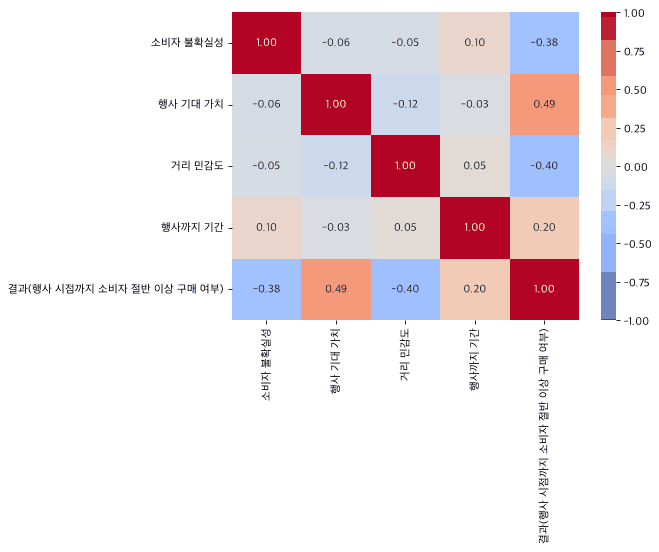 소비자 불확실성 1.00 -0.06 -0.05 0.10 -0.38
행사 기대 가치 -0.06 1.00 -0.12 -0.03 0.49
거리 민감도 -0.05 -0.12 1.00 0.05 -0.40
행사까지 기간 0.10 -0.03 0.05 1.00 0.20
결과(행사 시점까지 소비자 절반 이상 구매 여부) -0.38 0.49 -0.40 0.20 1.00
소비자 불확실성
행사 기대 가치
거리 민감도
행사까지 기간
결과(행사 시점까지 소비자 절반 이상 구매 여부)
1.00
0.75
0.50
0.25
0.00
-0.25
-0.50
-0.75
-1.00